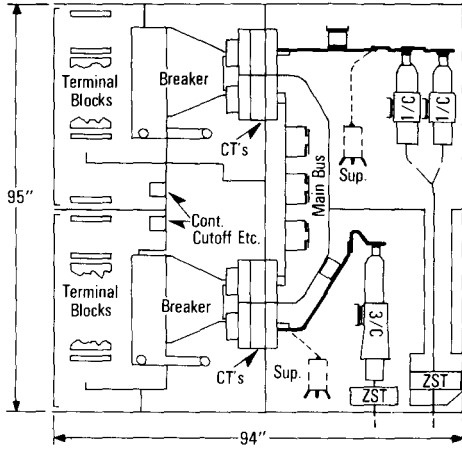 Terminal
Blocks
Breaker
CT's
1/C
1/C
Sup.
Main Bus
95"
Cont.
Cutoff Etc.
Terminal
Blocks
Breaker
CT's
Sup.
3/C
ZST
ZST
94"